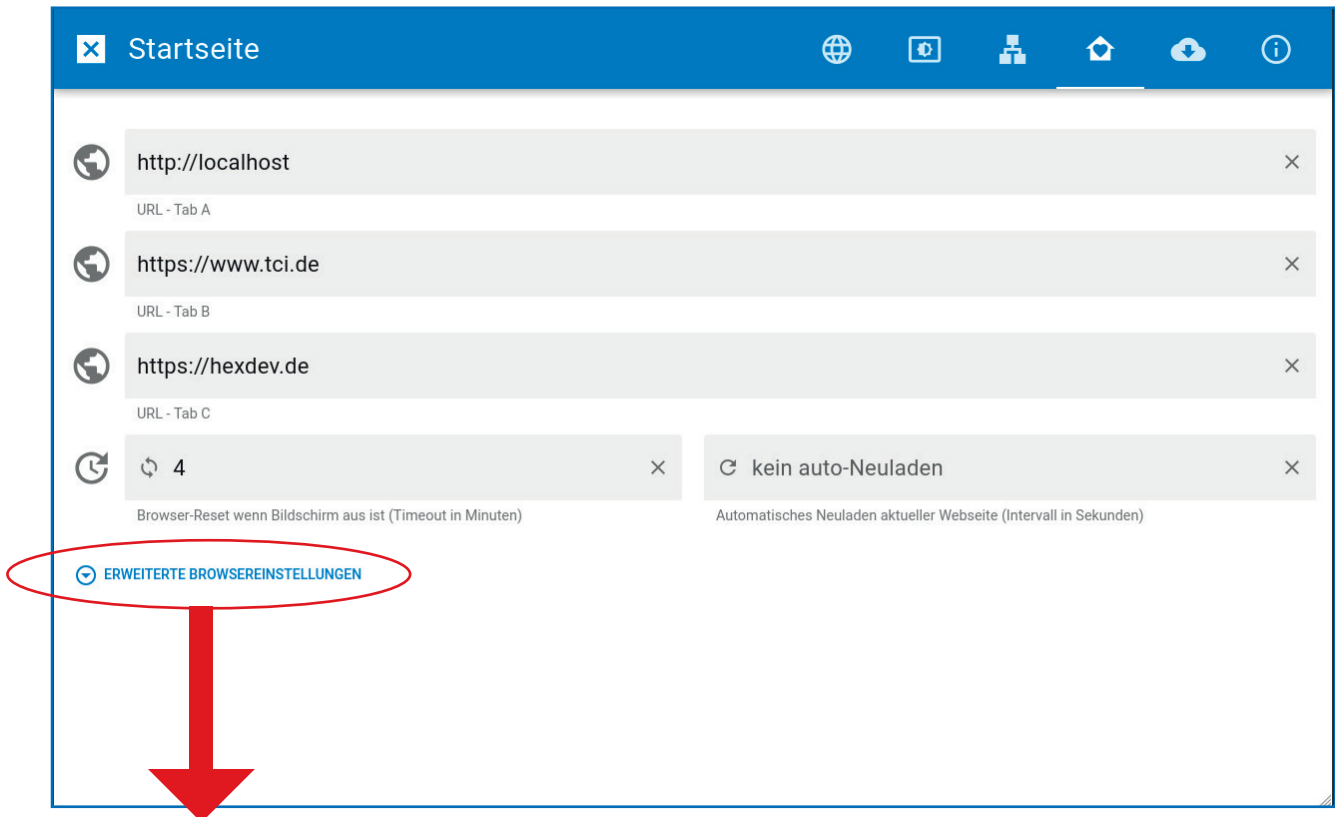 Startseite
http://localhost
URL - Tab A
https://www.tci.de
URL - Tab B
https://hexdev.de
URL - Tab C
4
kein auto-Neuladen
Browser-Reset wenn Bildschirm aus ist (Timeout in Minuten)
Automatisches Neuladen aktueller Webseite (Intervall in Sekunden)
ERWEITERTE BROWSEREINSTELLUNGEN